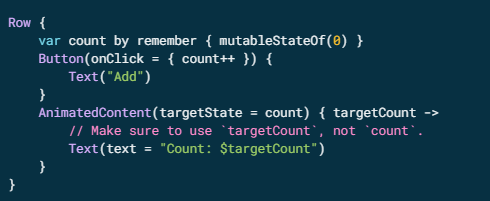 Row {
    var count by remember { mutableStateOf(0) }
    Button(onClick = { count++ }) {
        Text("Add")
    }
    AnimatedContent(targetState = count) { targetCount ->
        // Make sure to use `targetCount`, not `count`.
        Text(text = "Count: $targetCount")
    }
}